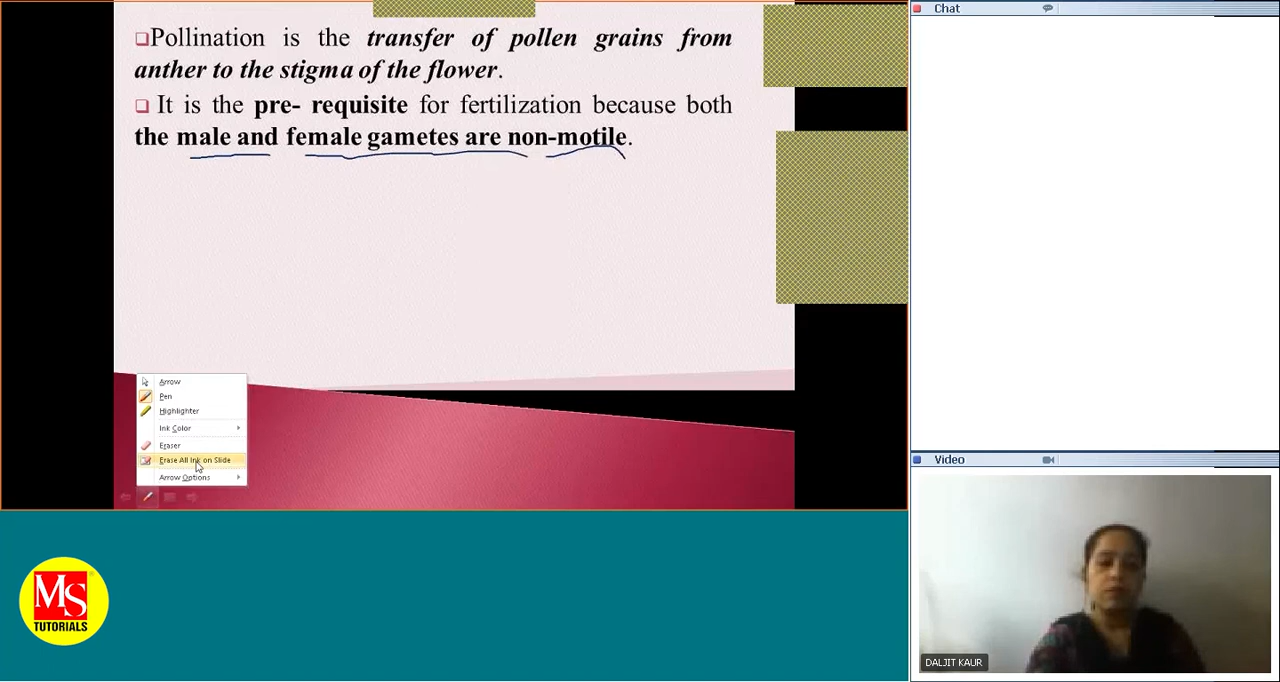 ❑Pollination is the transfer of pollen grains from
anther to the stigma of the flower.
❑ It is the pre- requisite for fertilization because both
the male and female gametes are non-motile.
Arrow
Pen
Highlighter
Ink Color
Eraser
Erase All Ink on Slide
Arrow Options
MS
TUTORIALS
Chat
Video
DALJIT KAUR